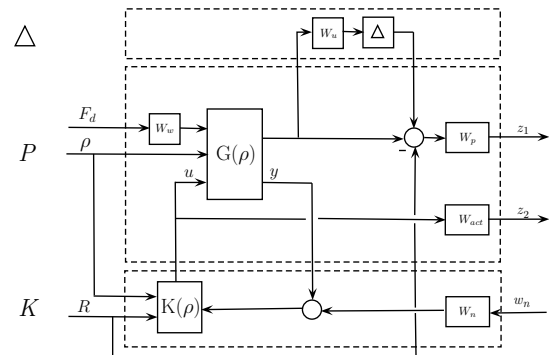 Δ
W_u
Δ
F_d
W_w
G(ρ)
W_p
z_1
P
ρ
-
u
y
W_act
z_2
K
R
K(ρ)
W_n
w_n